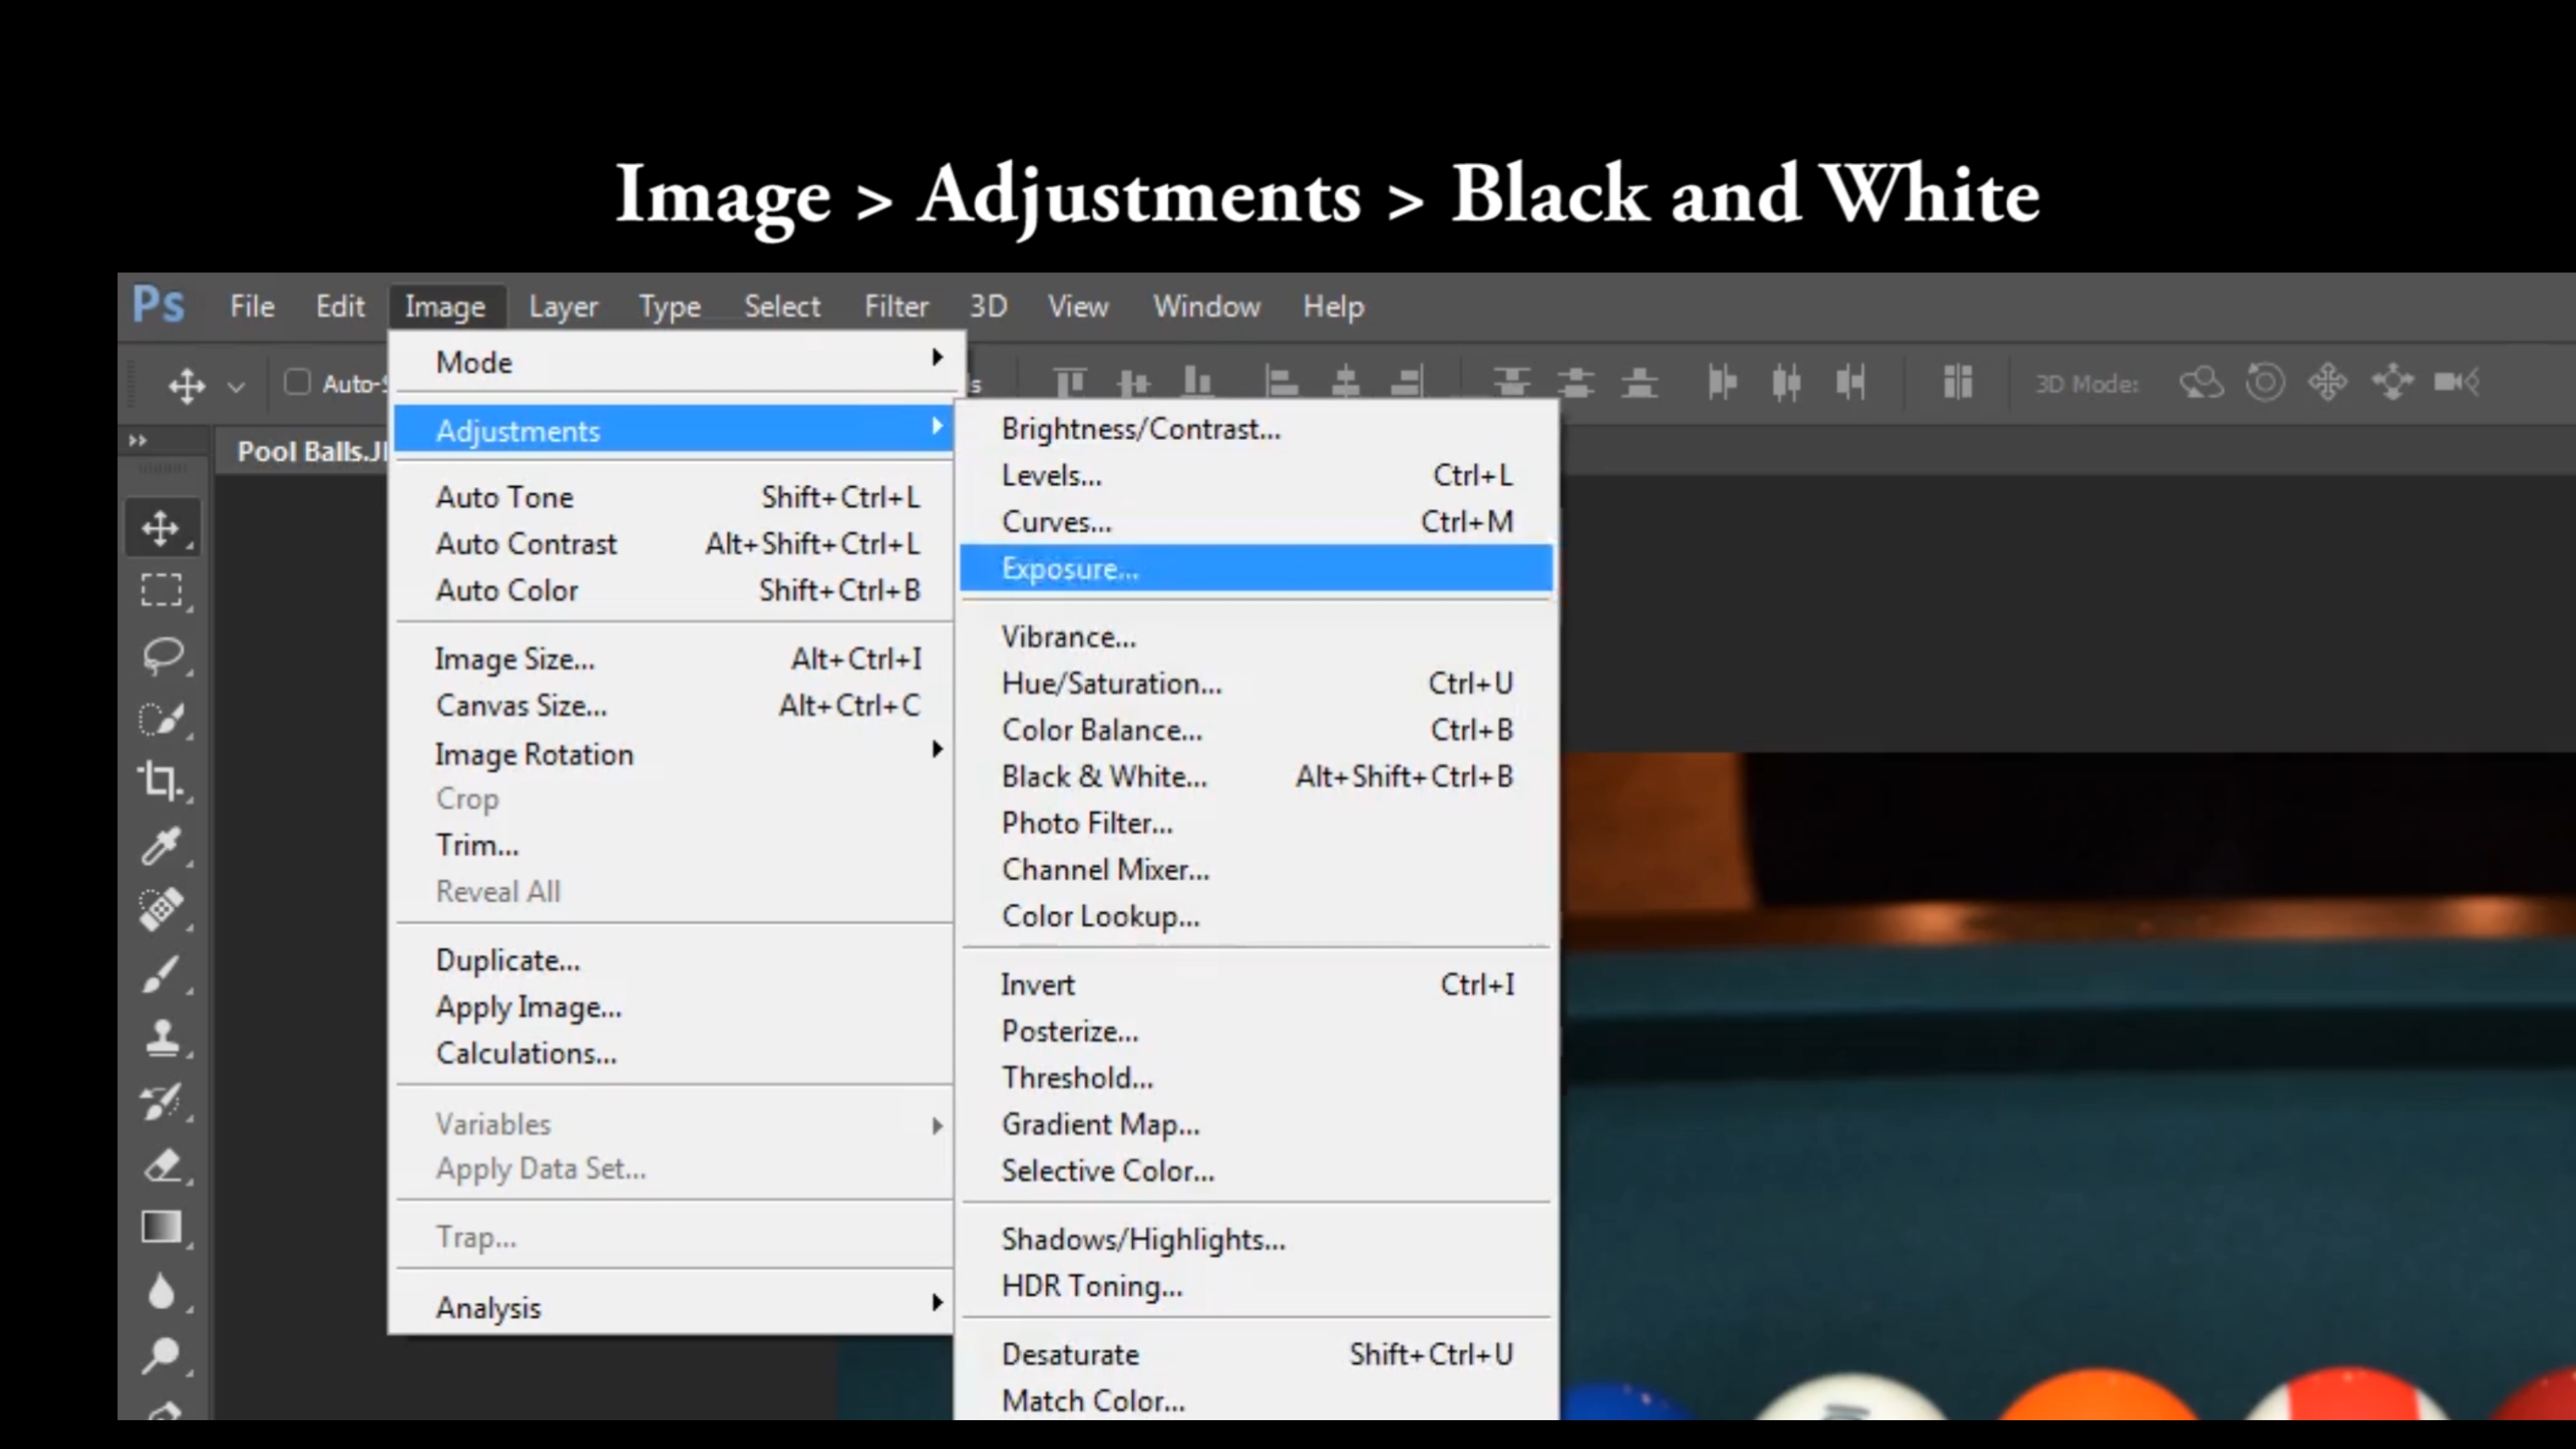 Image > Adjustments > Black and White
Ps File Edit Image Layer Type Select Filter 3D View Window Help
Auto-S
s
3D Mode:
Pool Balls.J
Mode
Adjustments
Auto Tone Shift+Ctrl+L
Auto Contrast Alt+Shift+Ctrl+L
Auto Color Shift+Ctrl+B
Image Size... Alt+Ctrl+I
Canvas Size... Alt+Ctrl+C
Image Rotation
Crop
Trim...
Reveal All
Duplicate...
Apply Image...
Calculations...
Variables
Apply Data Set...
Trap...
Analysis
Brightness/Contrast...
Levels... Ctrl+L
Curves... Ctrl+M
Exposure...
Vibrance...
Hue/Saturation... Ctrl+U
Color Balance... Ctrl+B
Black & White... Alt+Shift+Ctrl+B
Photo Filter...
Channel Mixer...
Color Lookup...
Invert Ctrl+I
Posterize...
Threshold...
Gradient Map...
Selective Color...
Shadows/Highlights...
HDR Toning...
Desaturate Shift+Ctrl+U
Match Color...